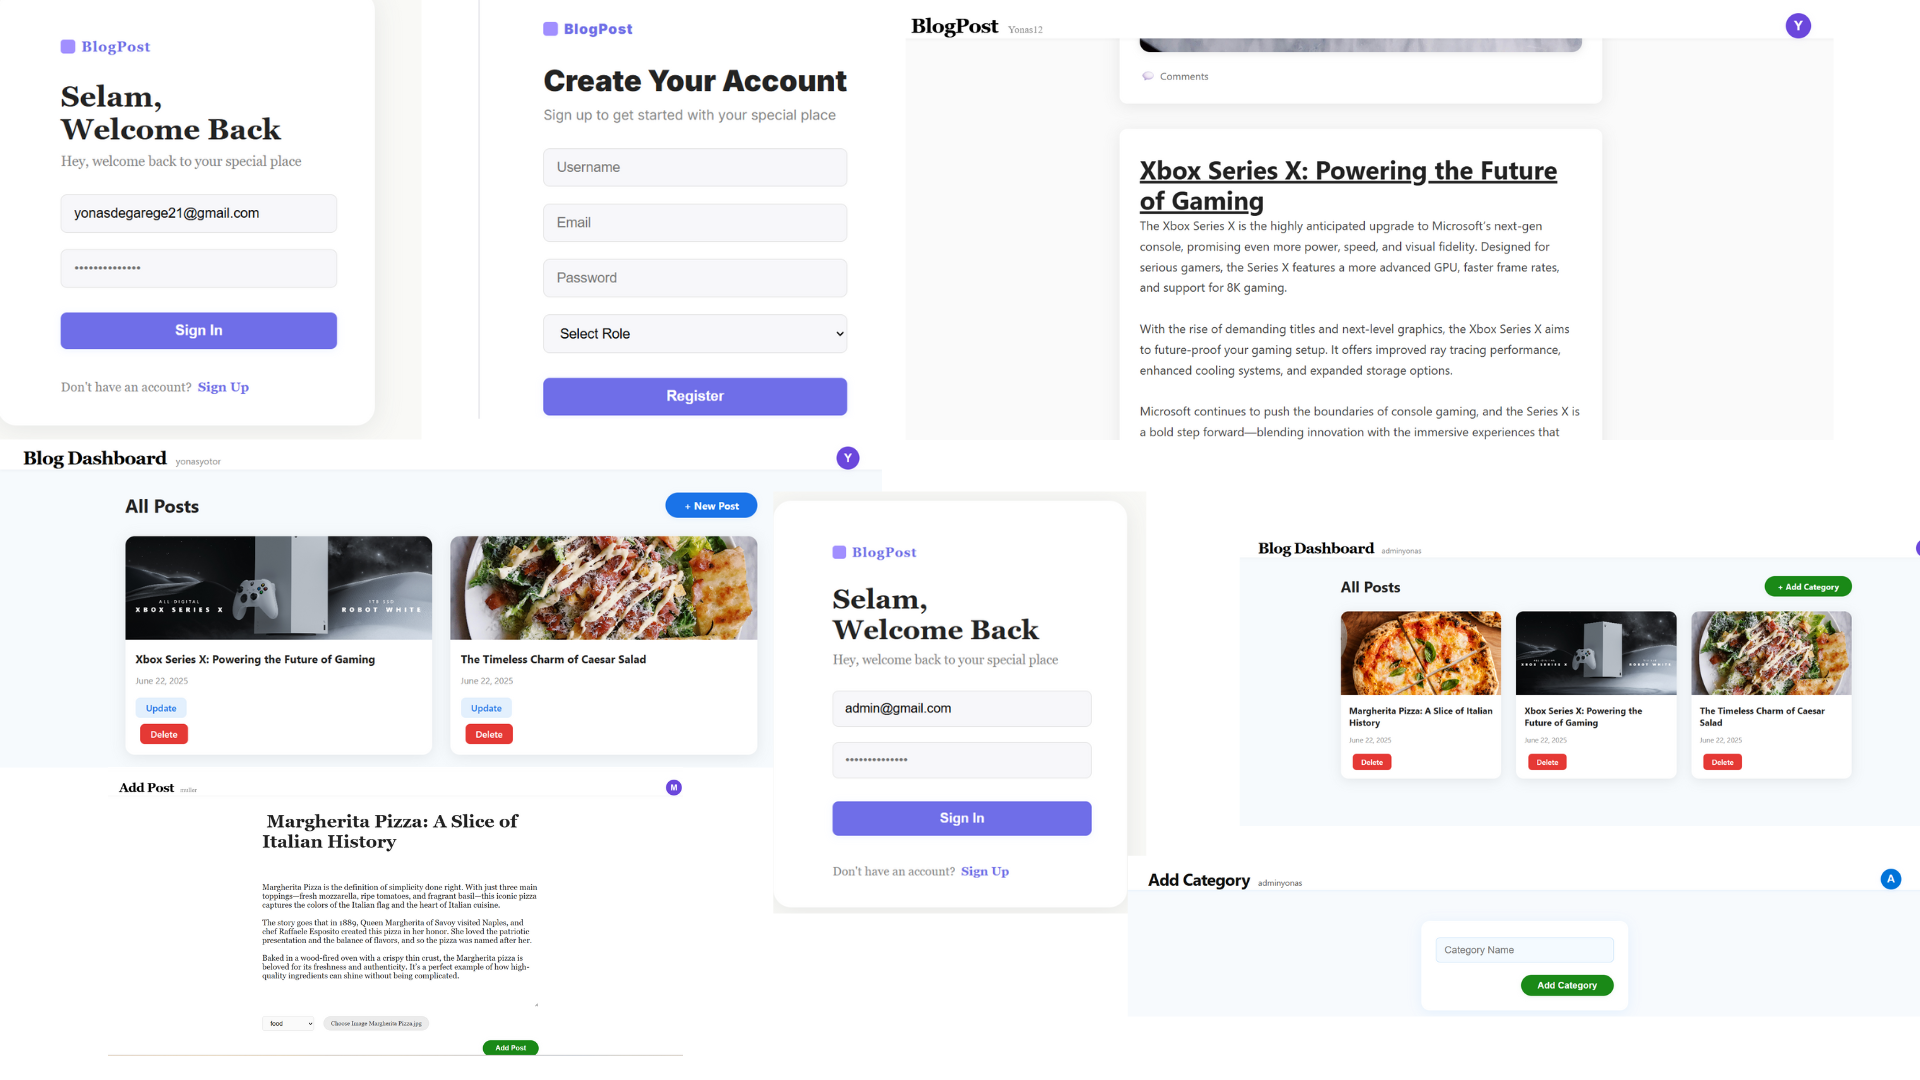 BlogPost
Selam,
Welcome Back
Hey, welcome back to your special place
yonasdegarege21@gmail.com
••••••••••••••
Sign In
Don't have an account? Sign Up
BlogPost
Create Your Account
Sign up to get started with your special place
Username
Email
Password
Select Role
Register
BlogPost Yonas12
Y
Comments
Xbox Series X: Powering the Future
of Gaming
The Xbox Series X is the highly anticipated upgrade to Microsoft's next-gen
console, promising even more power, speed, and visual fidelity. Designed for
serious gamers, the Series X features a more advanced GPU, faster frame rates,
and support for 8K gaming.
With the rise of demanding titles and next-level graphics, the Xbox Series X aims
to future-proof your gaming setup. It offers improved ray tracing performance,
enhanced cooling systems, and expanded storage options.
Microsoft continues to push the boundaries of console gaming, and the Series X is
a bold step forward—blending innovation with the immersive experiences that
Blog Dashboard yonasyotor
Y
All Posts
+ New Post
ALL DIGITAL
XBOX SERIES X
1TB SSD
ROBOT WHITE
Xbox Series X: Powering the Future of Gaming
June 22, 2025
Update
Delete
The Timeless Charm of Caesar Salad
June 22, 2025
Update
Delete
BlogPost
Selam,
Welcome Back
Hey, welcome back to your special place
admin@gmail.com
••••••••••••••
Sign In
Don't have an account? Sign Up
Blog Dashboard adminyonas
All Posts
+ Add Category
XBOX SERIES X
ROBOT WHITE
Margherita Pizza: A Slice of Italian
History
June 22, 2025
Delete
Xbox Series X: Powering the
Future of Gaming
June 22, 2025
Delete
The Timeless Charm of Caesar
Salad
June 22, 2025
Delete
Add Post
M
Margherita Pizza: A Slice of
Italian History
Margherita Pizza is the definition of simplicity done right. With just three main
toppings—fresh mozzarella, ripe tomatoes, and fragrant basil—this iconic pizza
captures the colors of the Italian flag and the heart of Italian cuisine.
The story goes that in 1889, Queen Margherita of Savoy visited Naples, and
chef Raffaele Esposito created this pizza in her honor. She loved the patriotic
presentation and the balance of flavors, and so the pizza was named after her.
Baked in a wood-fired oven with a crispy thin crust, the Margherita pizza is
beloved for its freshness and authenticity. It's a perfect example of how high-
quality ingredients can shine without being complicated.
food
Choose Image Margherita Pizza.jpg
Add Post
Add Category adminyonas
A
Category Name
Add Category